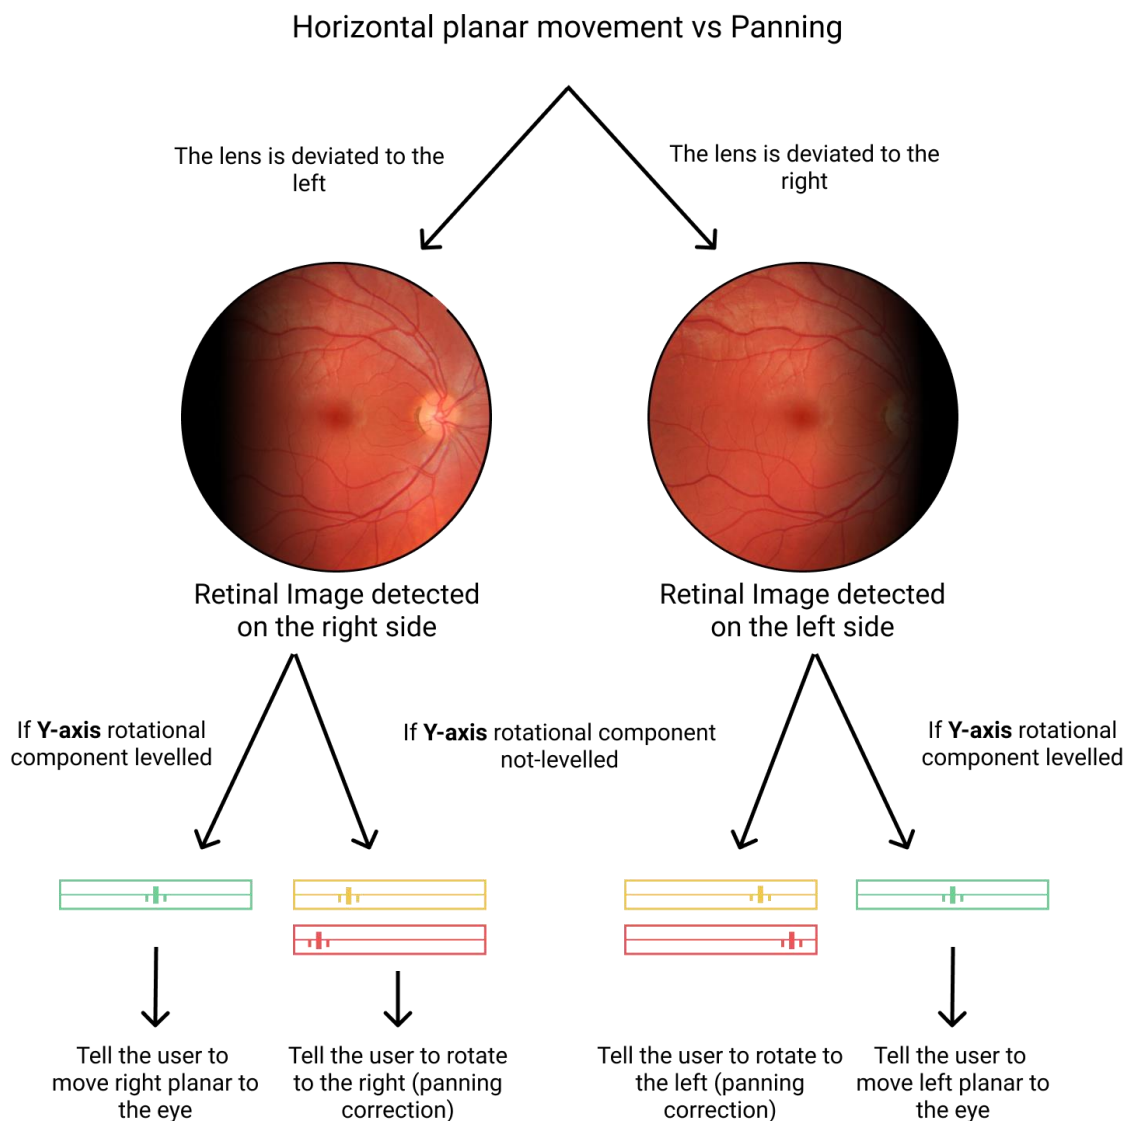 Horizontal planar movement vs Panning
The lens is deviated to the
left
The lens is deviated to the
right
Retinal Image detected
on the right side
Retinal Image detected
on the left side
If Y-axis rotational
component levelled
If Y-axis rotational component
not-levelled
If Y-axis rotational
component levelled
Tell the user to
move right planar to
the eye
Tell the user to rotate
to the right (panning
correction)
Tell the user to rotate to
the left (panning
correction)
Tell the user to
move left planar to
the eye